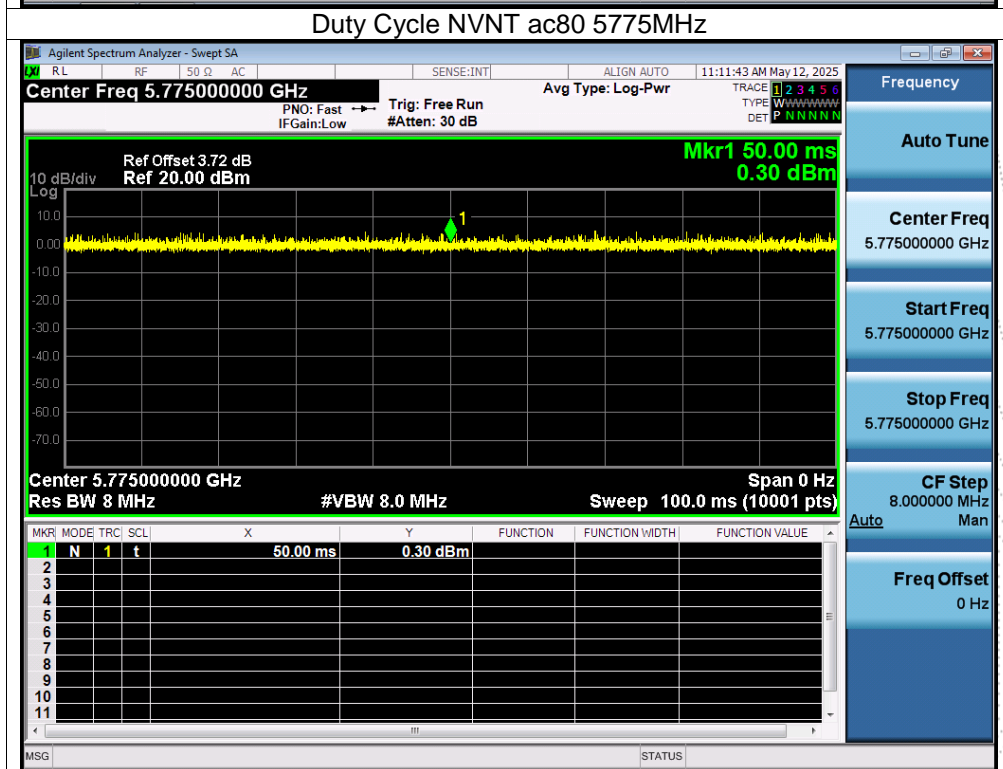 Duty Cycle NVNT ac80 5775MHz
Agilent Spectrum Analyzer - Swept SA
LXI RL RF 50 Ω AC SENSE:INT ALIGN AUTO 11:11:43 AM May 12, 2025
Center Freq 5.775000000 GHz
PNO: Fast
IFGain:Low
Trig: Free Run
#Atten: 30 dB
Avg Type: Log-Pwr
TRACE 1 2 3 4 5 6
TYPE WWWWWW
DET P N N N N N
Ref Offset 3.72 dB
Ref 20.00 dBm
10 dB/div
Log
Mkr1 50.00 ms
0.30 dBm
10.0
0.00
-10.0
-20.0
-30.0
-40.0
-50.0
-60.0
-70.0
1
Center 5.775000000 GHz
Span 0 Hz
Res BW 8 MHz
#VBW 8.0 MHz
Sweep 100.0 ms (10001 pts)
MKR MODE TRC SCL X Y FUNCTION FUNCTION WIDTH FUNCTION VALUE
1 N 1 t 50.00 ms 0.30 dBm
2
3
4
5
6
7
8
9
10
11
MSG
STATUS
Frequency
Auto Tune
Center Freq
5.775000000 GHz
Start Freq
5.775000000 GHz
Stop Freq
5.775000000 GHz
CF Step
8.000000 MHz
Auto Man
Freq Offset
0 Hz